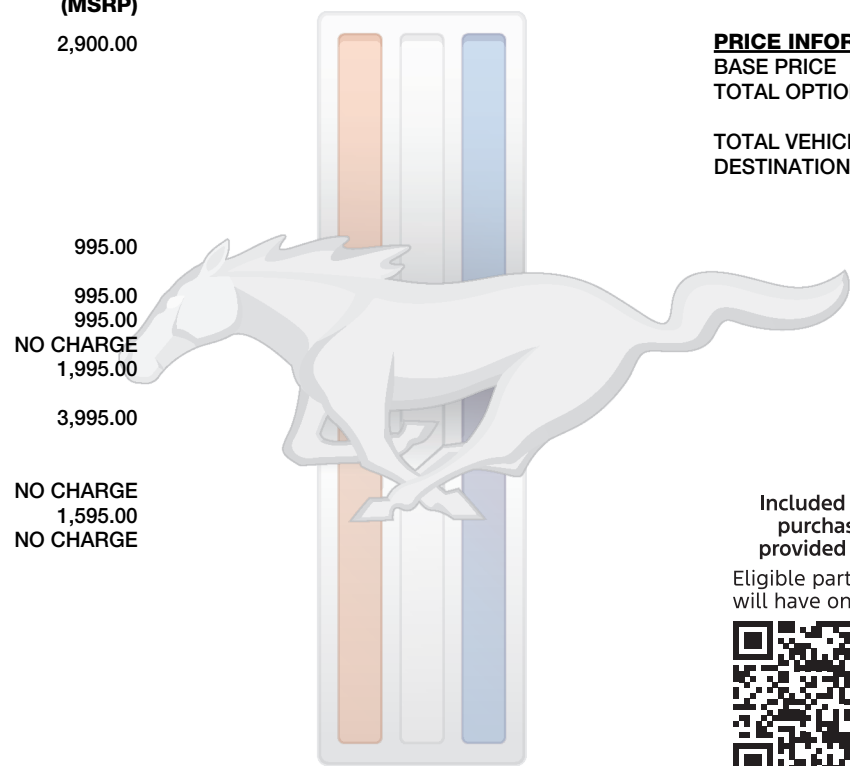 (MSRP)
2,900.00
995.00
995.00
995.00
NO CHARGE
1,995.00
3,995.00
NO CHARGE
1,595.00
NO CHARGE
PRICE INFOR
BASE PRICE
TOTAL OPTIO
TOTAL VEHIC
DESTINATION
Included
purchas
provided
Eligible part
will have on